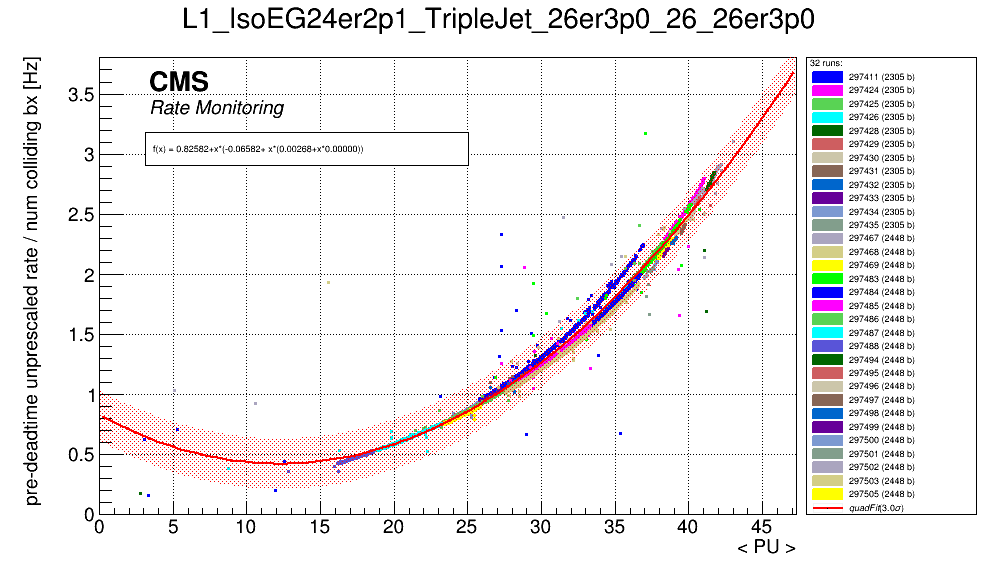 L1_IsoEG24er2p1_TripleJet_26er3p0_26_26er3p0
pre-deadtime unprescaled rate / num colliding bx [Hz]
CMS
Rate Monitoring
f(x) = 0.82582+x*(-0.06582+ x*(0.00268+x*0.00000))
3.5
3
2.5
2
1.5
1
0.5
0
0 5 10 15 20 25 30 35 40 45
< PU >
32 runs:
297411 (2305 b)
297424 (2305 b)
297425 (2305 b)
297426 (2305 b)
297428 (2305 b)
297429 (2305 b)
297430 (2305 b)
297431 (2305 b)
297432 (2305 b)
297433 (2305 b)
297434 (2305 b)
297435 (2305 b)
297467 (2448 b)
297468 (2448 b)
297469 (2448 b)
297483 (2448 b)
297484 (2448 b)
297485 (2448 b)
297486 (2448 b)
297487 (2448 b)
297488 (2448 b)
297494 (2448 b)
297495 (2448 b)
297496 (2448 b)
297497 (2448 b)
297498 (2448 b)
297499 (2448 b)
297500 (2448 b)
297501 (2448 b)
297502 (2448 b)
297503 (2448 b)
297505 (2448 b)
quadFit(3.0σ)